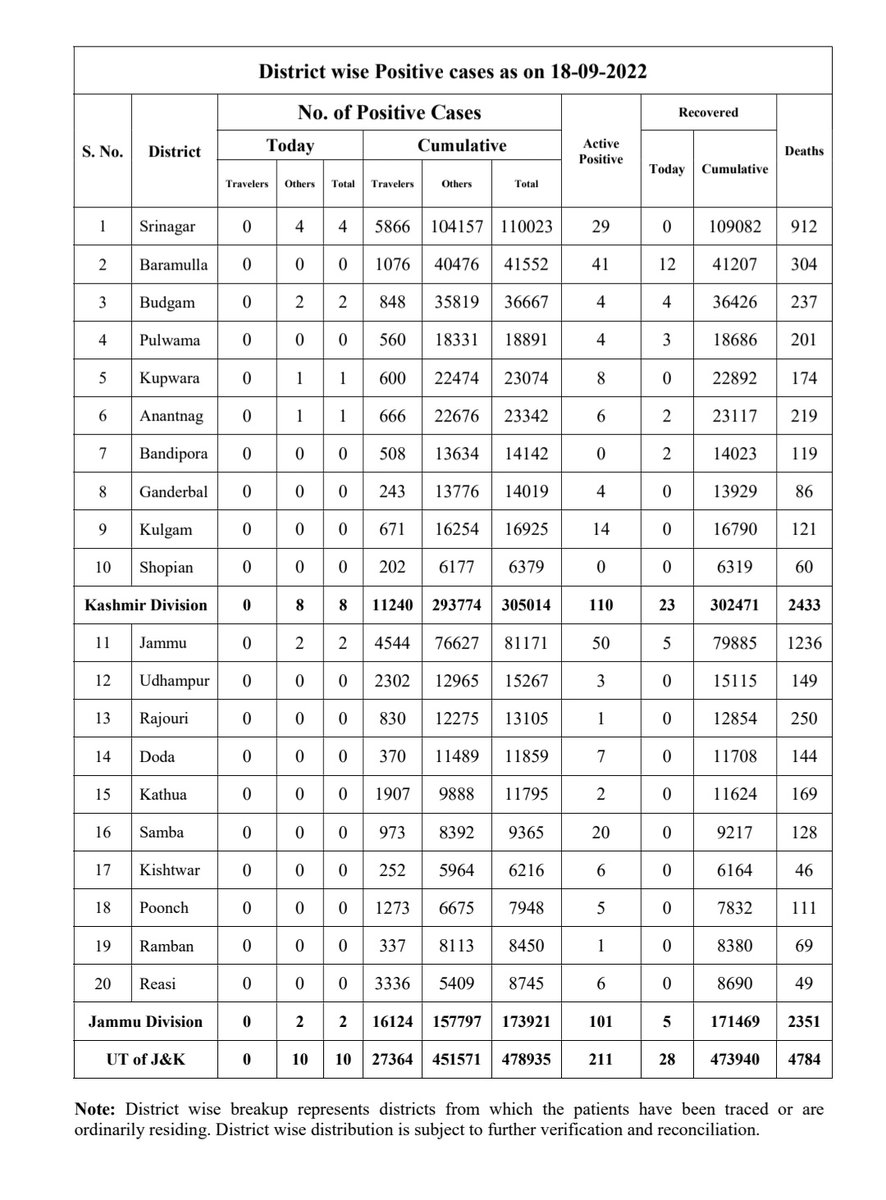 District wise Positive cases as on 18-09-2022
S. No. District No. of Positive Cases Active Positive Recovered Deaths
Today Cumulative Today Cumulative
Travelers Others Total Travelers Others Total
1 Srinagar 0 4 4 5866 104157 110023 29 0 109082 912
2 Baramulla 0 0 0 1076 40476 41552 41 12 41207 304
3 Budgam 0 2 2 848 35819 36667 4 4 36426 237
4 Pulwama 0 0 0 560 18331 18891 4 3 18686 201
5 Kupwara 0 1 1 600 22474 23074 8 0 22892 174
6 Anantnag 0 1 1 666 22676 23342 6 2 23117 219
7 Bandipora 0 0 0 508 13634 14142 0 2 14023 119
8 Ganderbal 0 0 0 243 13776 14019 4 0 13929 86
9 Kulgam 0 0 0 671 16254 16925 14 0 16790 121
10 Shopian 0 0 0 202 6177 6379 0 0 6319 60
Kashmir Division 0 8 8 11240 293774 305014 110 23 302471 2433
11 Jammu 0 2 2 4544 76627 81171 50 5 79885 1236
12 Udhampur 0 0 0 2302 12965 15267 3 0 15115 149
13 Rajouri 0 0 0 830 12275 13105 1 0 12854 250
14 Doda 0 0 0 370 11489 11859 7 0 11708 144
15 Kathua 0 0 0 1907 9888 11795 2 0 11624 169
16 Samba 0 0 0 973 8392 9365 20 0 9217 128
17 Kishtwar 0 0 0 252 5964 6216 6 0 6164 46
18 Poonch 0 0 0 1273 6675 7948 5 0 7832 111
19 Ramban 0 0 0 337 8113 8450 1 0 8380 69
20 Reasi 0 0 0 3336 5409 8745 6 0 8690 49
Jammu Division 0 2 2 16124 157797 173921 101 5 171469 2351
UT of J&K 0 10 10 27364 451571 478935 211 28 473940 4784
Note: District wise breakup represents districts from which the patients have been traced or are
ordinarily residing. District wise distribution is subject to further verification and reconciliation.